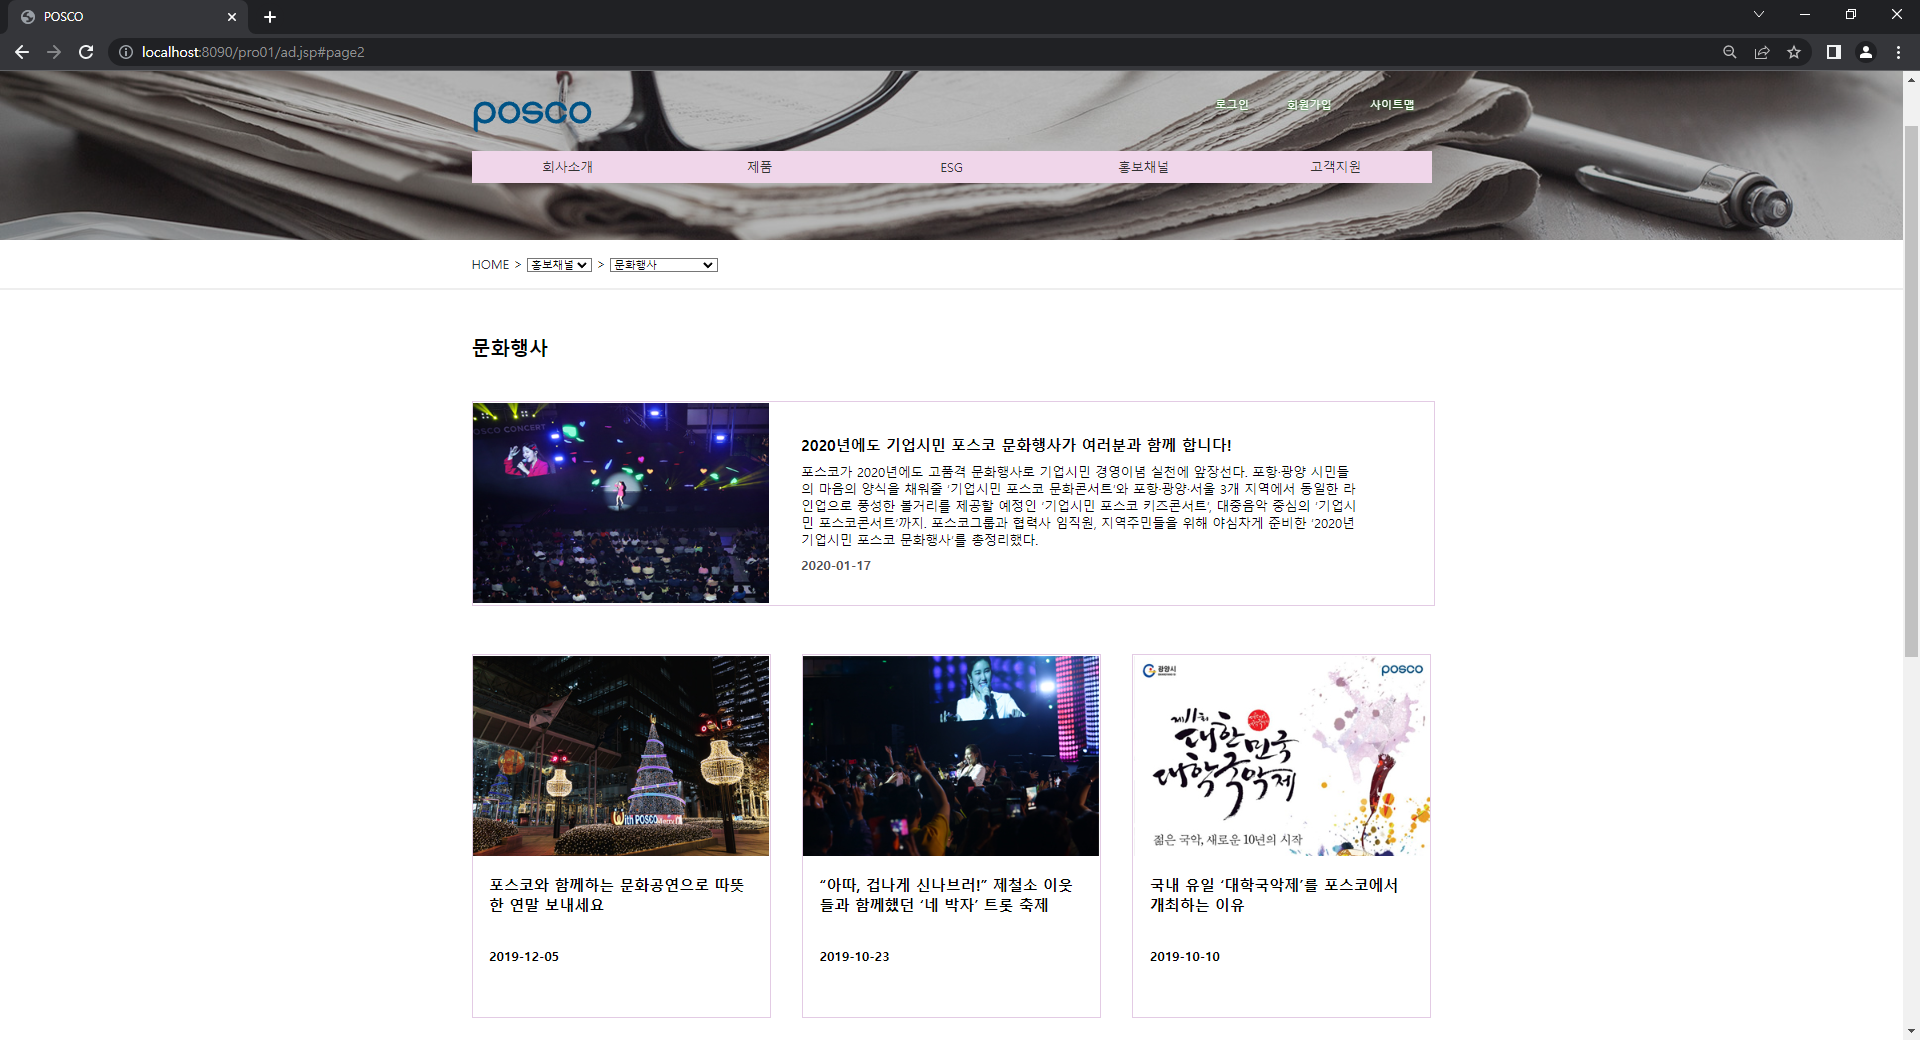 POSCO
localhost:8090/pro01/ad.jsp#page2
posco
로그인 회원가입 사이트맵
회사소개 제품 ESG 홍보채널 고객지원
HOME > 홍보채널 > 문화행사
문화행사
POSCO CONCERT
2020년에도 기업시민 포스코 문화행사가 여러분과 함께 합니다!
포스코가 2020년에도 고품격 문화행사로 기업시민 경영이념 실천에 앞장선다. 포항·광양 시민들
의 마음의 양식을 채워줄 '기업시민 포스코 문화콘서트'와 포항·광양·서울 3개 지역에서 동일한 라
인업으로 풍성한 볼거리를 제공할 예정인 '기업시민 포스코 키즈콘서트', 대중음악 중심의 '기업시
민 포스코콘서트'까지. 포스코그룹과 협력사 임직원, 지역주민들을 위해 야심차게 준비한 '2020년
기업시민 포스코 문화행사'를 총정리했다.
2020-01-17
With POSCO
포스코와 함께하는 문화공연으로 따뜻
한 연말 보내세요
2019-12-05
“아따, 겁나게 신나브러!” 제철소 이웃
들과 함께했던 ‘네 박자’ 트롯 축제
2019-10-23
광양시 posco
제11회
대한민국
대학국악제
젊은 국악, 새로운 10년의 시작
국내 유일 ‘대학국악제’를 포스코에서
개최하는 이유
2019-10-10